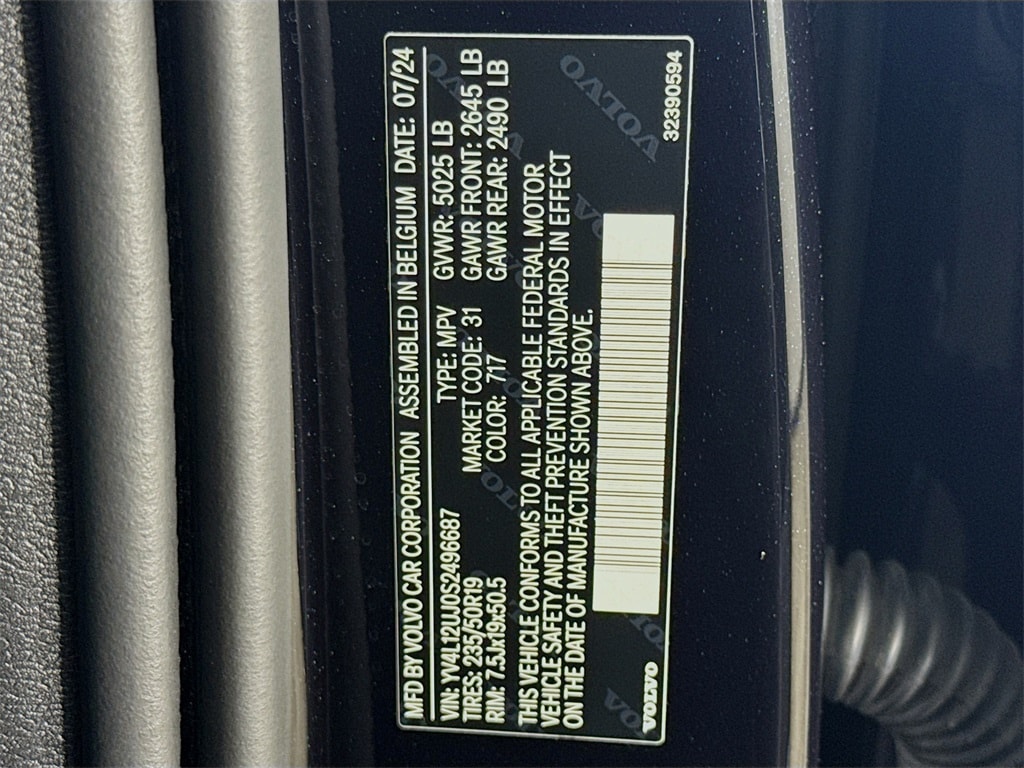 MFD BY VOLVO CAR CORPORATION ASSEMBLED IN BELGIUM DATE: 07/24
VIN: YV4L12UJ0S2496687 TYPE: MPV GVWR: 5025 LB
TIRES: 235/50R19 MARKET CODE: 31 GAWR FRONT: 2645 LB
RIM: 7.5Jx19x50.5 COLOR: 717 GAWR REAR: 2490 LB
THIS VEHICLE CONFORMS TO ALL APPLICABLE FEDERAL MOTOR
VEHICLE SAFETY AND THEFT PREVENTION STANDARDS IN EFFECT
ON THE DATE OF MANUFACTURE SHOWN ABOVE.
VOLVO 32390594